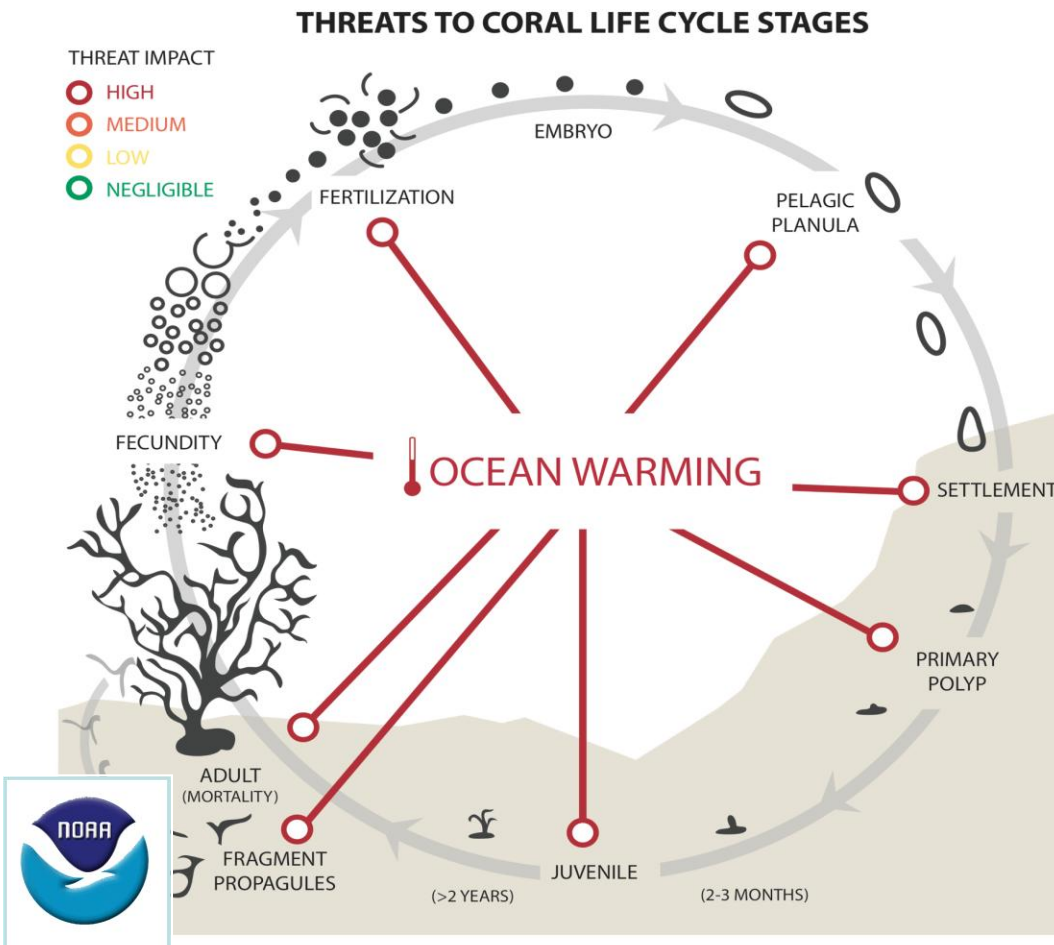 THREATS TO CORAL LIFE CYCLE STAGES
THREAT IMPACT
HIGH
MEDIUM
LOW
NEGLIGIBLE
EMBRYO
FERTILIZATION
PELAGIC
PLANULA
FECUNDITY
OCEAN WARMING
SETTLEMENT
PRIMARY
POLYP
ADULT
(MORTALITY)
FRAGMENT
PROPAGULES
JUVENILE
(>2 YEARS)
(2-3 MONTHS)
NOAA